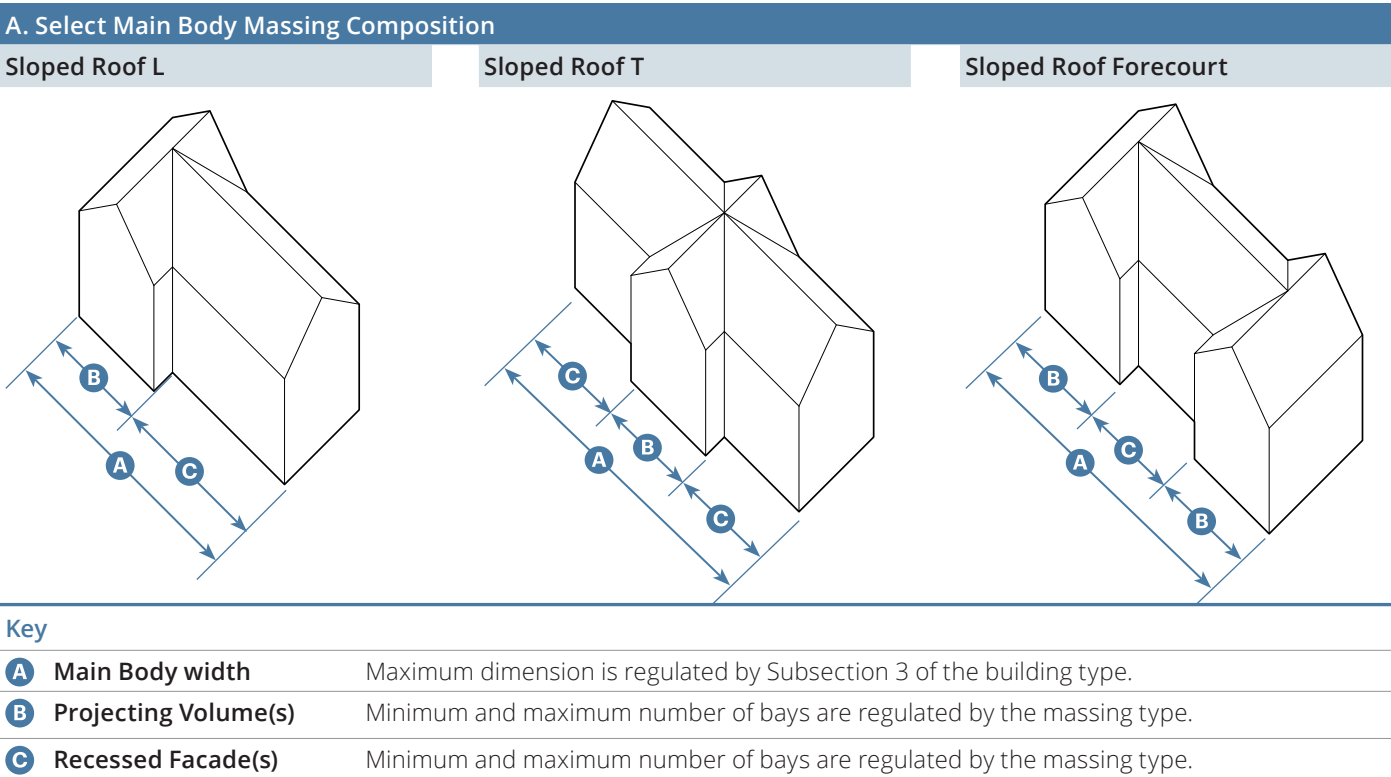 A. Select Main Body Massing Composition
Sloped Roof L
Sloped Roof T
Sloped Roof Forecourt
B
A
C
C
B
A
C
B
C
A
B
Key
A Main Body width Maximum dimension is regulated by Subsection 3 of the building type.
B Projecting Volume(s) Minimum and maximum number of bays are regulated by the massing type.
C Recessed Facade(s) Minimum and maximum number of bays are regulated by the massing type.